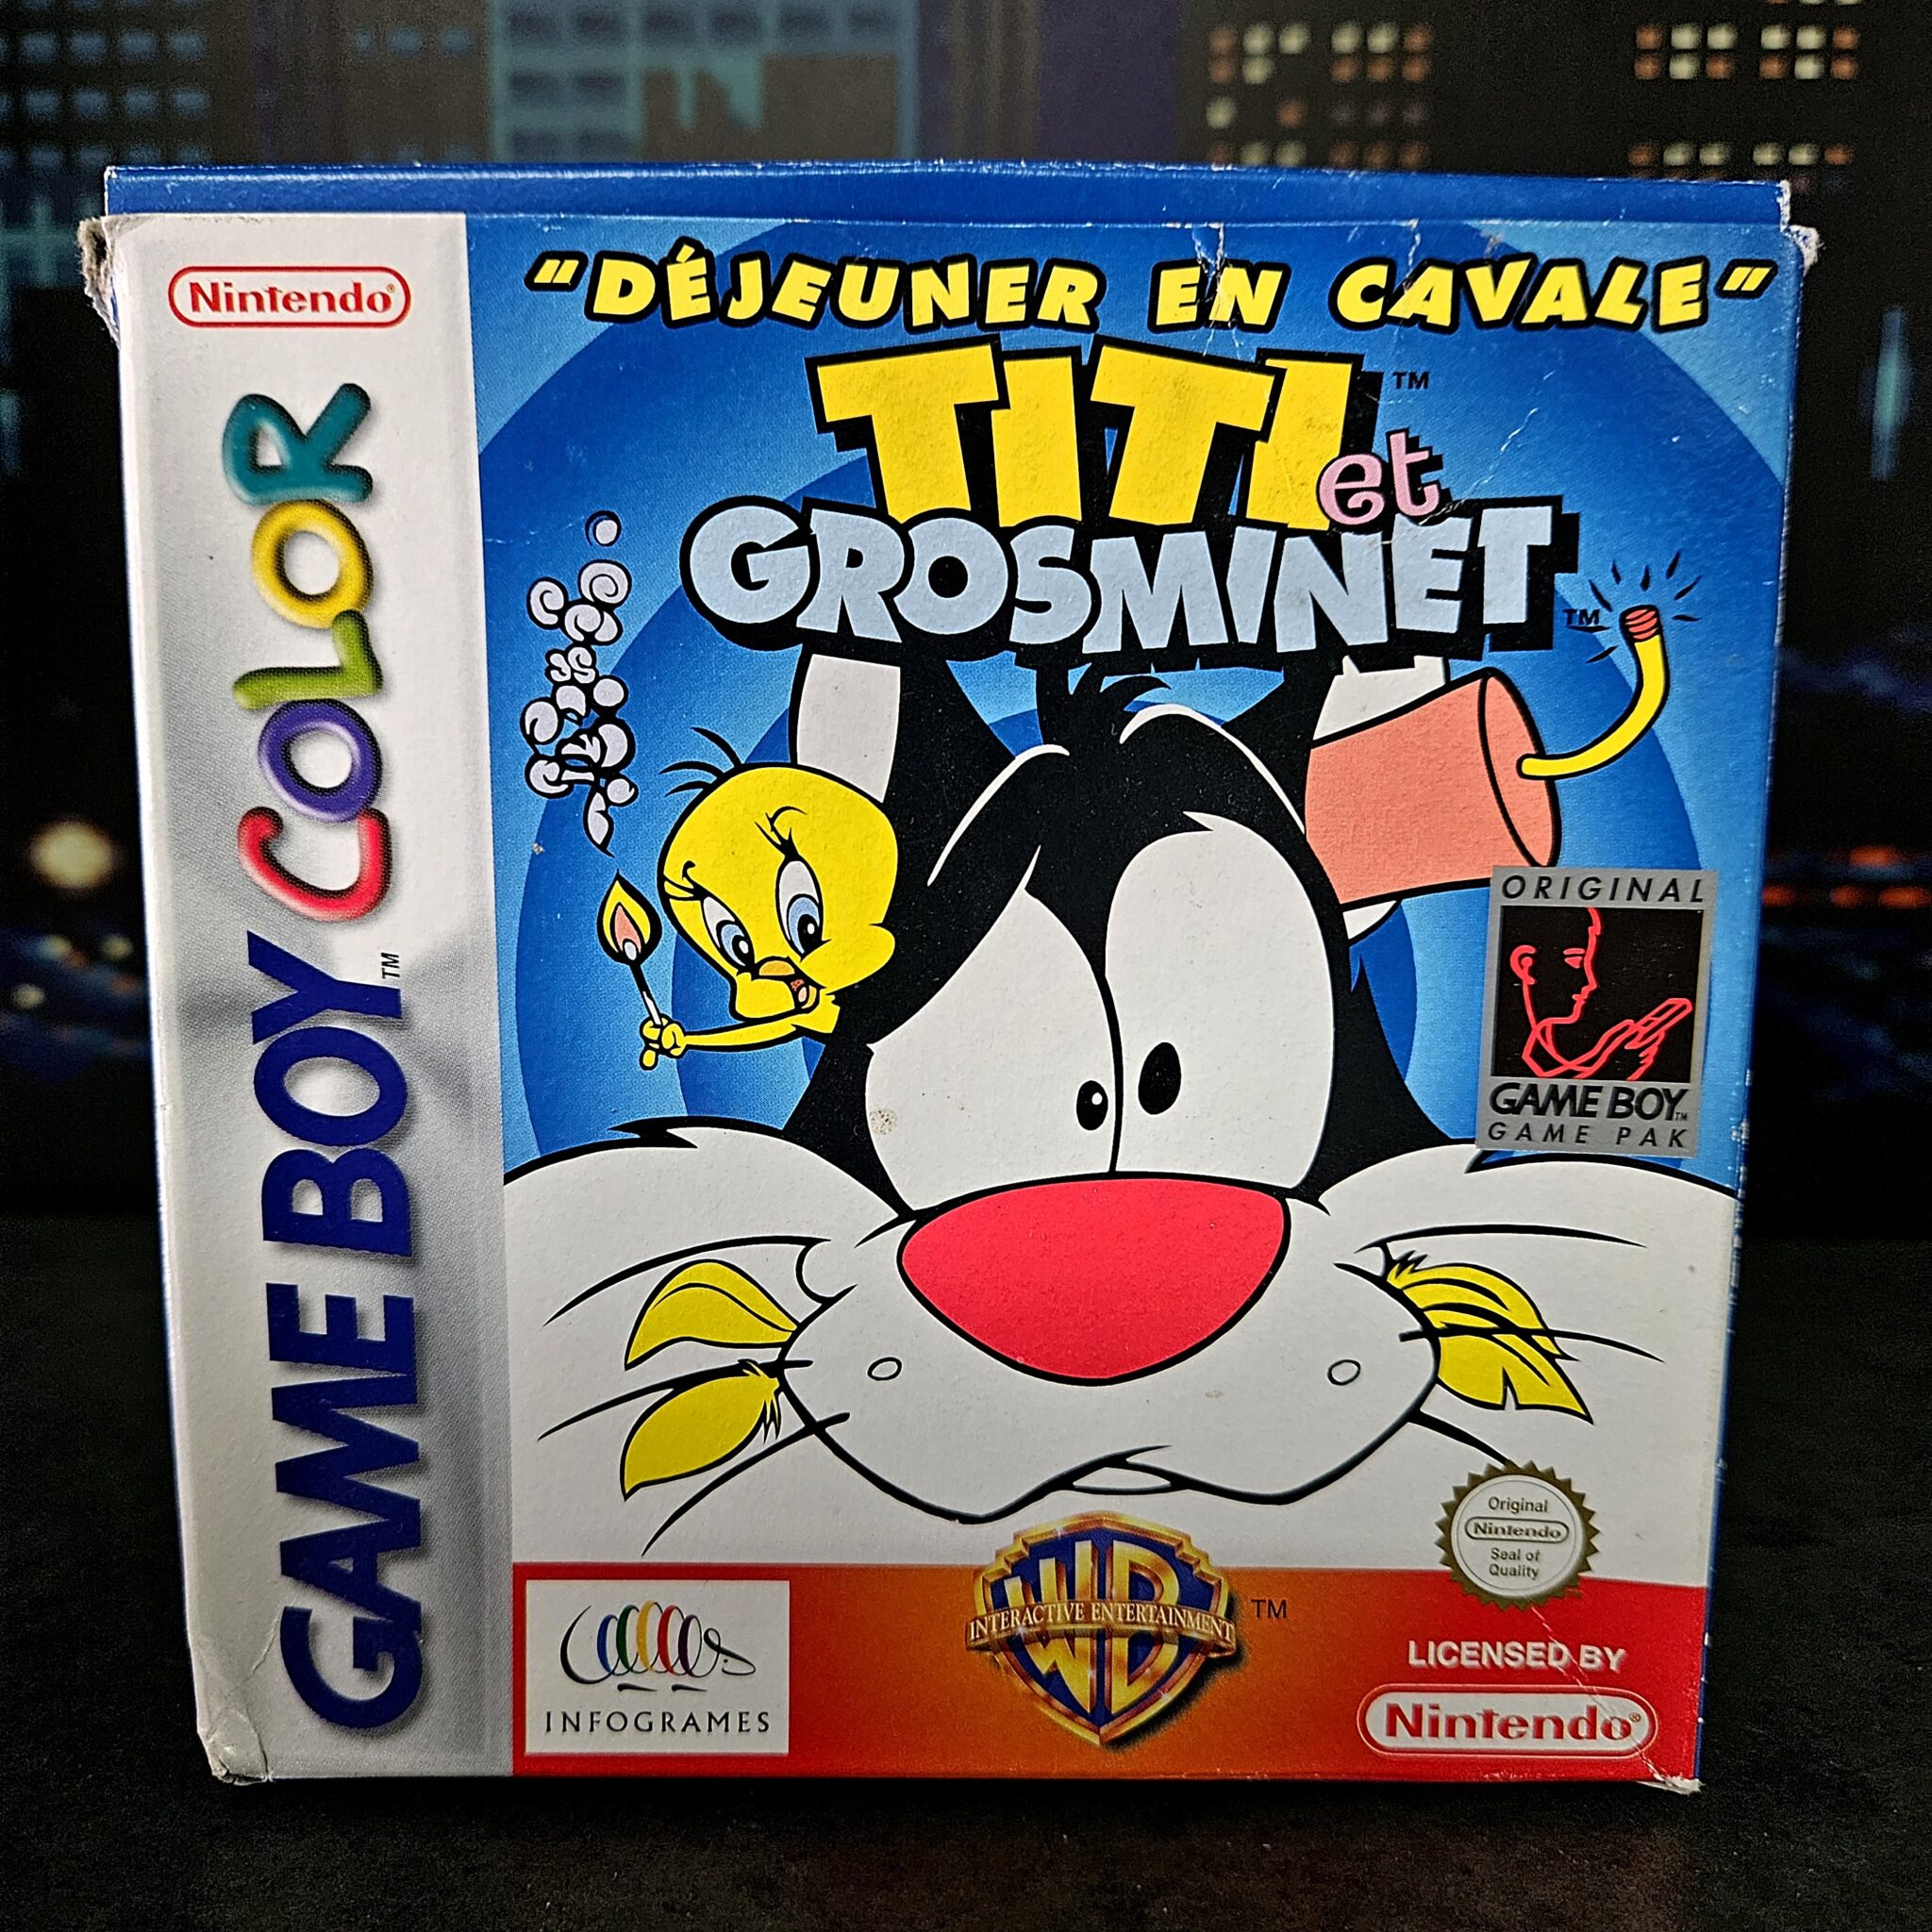 Nintendo®
GAME BOY COLOR
TM
"DÉJEUNER EN CAVALE"
TITI
TM
et
GROSMINET
TM
ORIGINAL
GAME BOY
TM
GAME PAK
Original
Nintendo
Seal of
Quality
INFOGRAMES
WB
INTERACTIVE ENTERTAINMENT
TM
LICENSED BY
Nintendo®